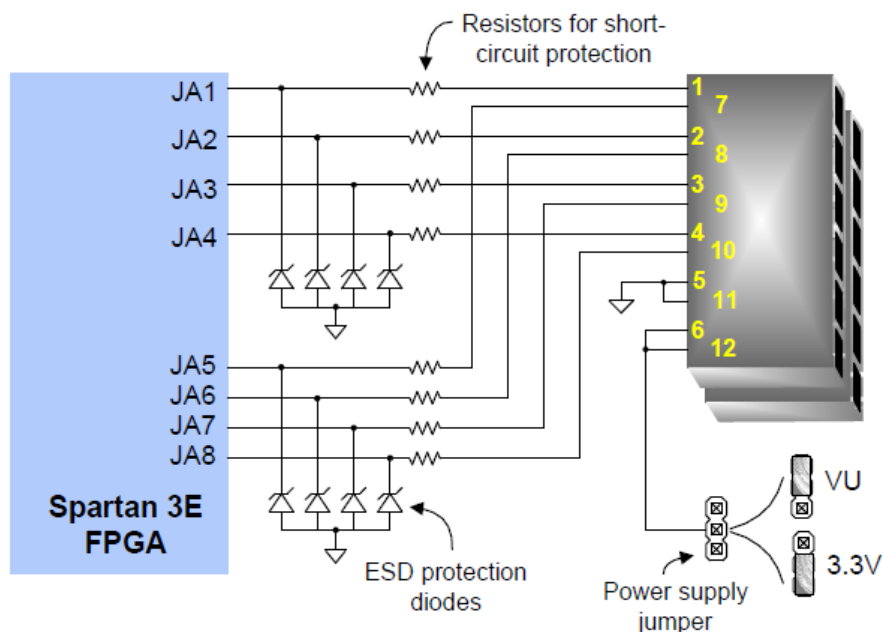 Resistors for short-
circuit protection
JA1
JA2
JA3
JA4
1
7
2
8
3
9
4
10
5
11
6
12
JA5
JA6
JA7
JA8
Spartan 3E
FPGA
ESD protection
diodes
Power supply
jumper
VU
3.3V